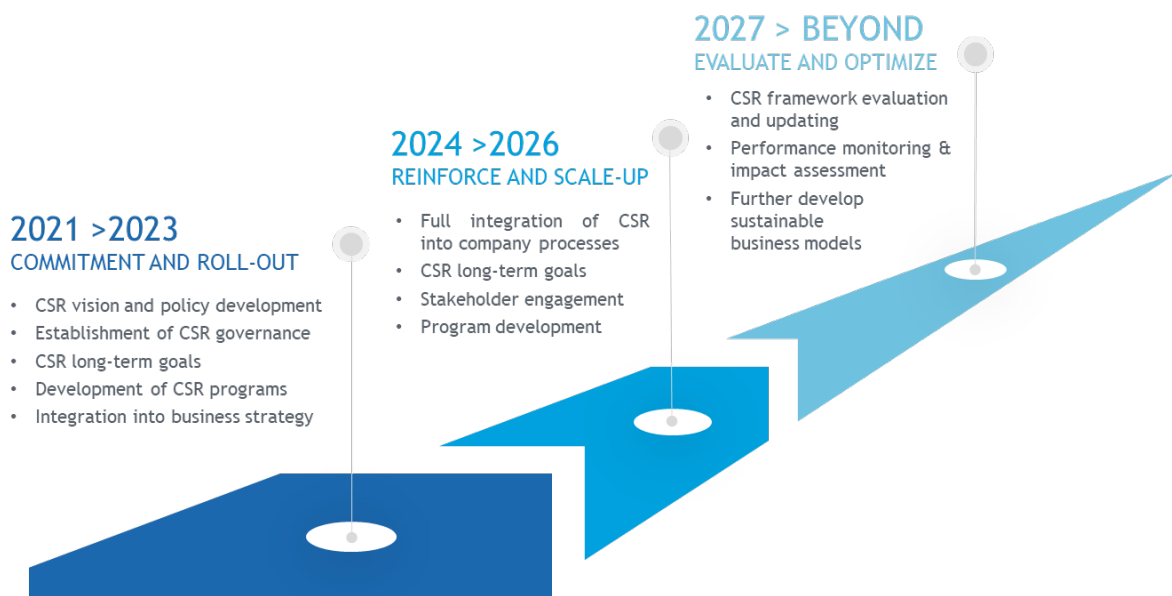 2021 >2023
COMMITMENT AND ROLL-OUT
• CSR vision and policy development
• Establishment of CSR governance
• CSR long-term goals
• Development of CSR programs
• Integration into business strategy
2024 >2026
REINFORCE AND SCALE-UP
• Full integration of CSR
into company processes
• CSR long-term goals
• Stakeholder engagement
• Program development
2027 > BEYOND
EVALUATE AND OPTIMIZE
• CSR framework evaluation
and updating
• Performance monitoring &
impact assessment
• Further develop
sustainable
business models